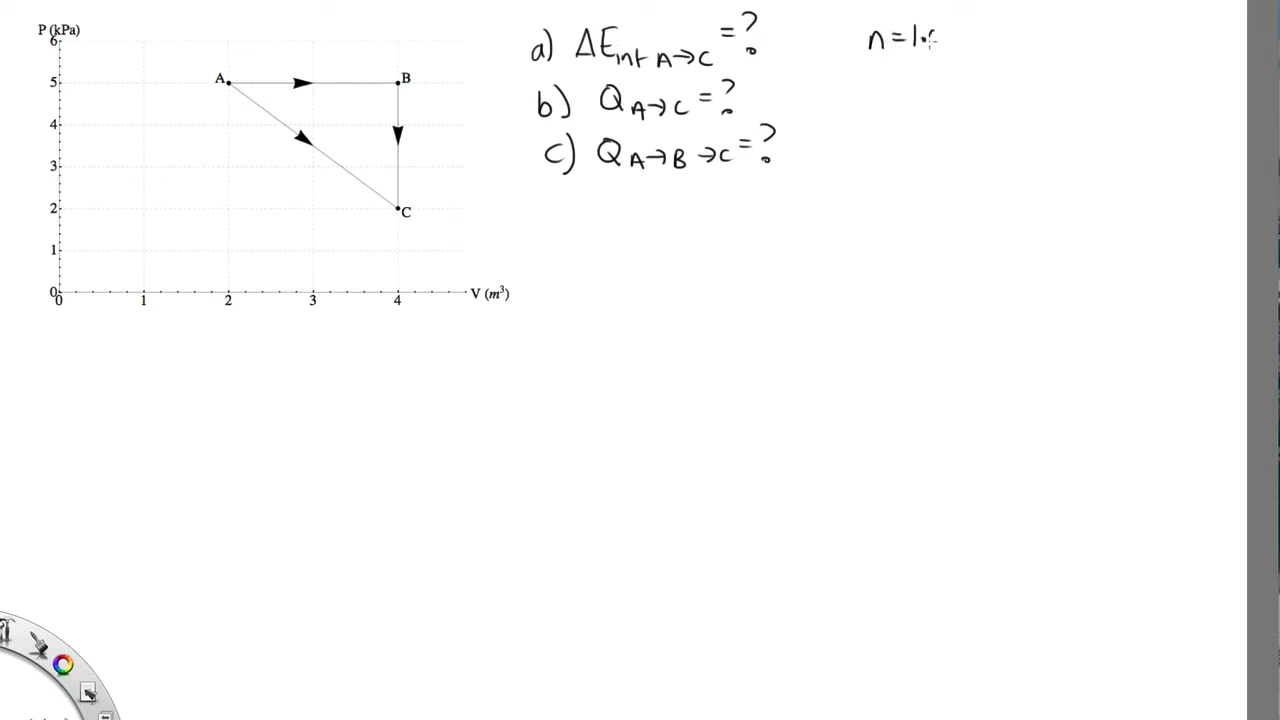 P (kPa)
6
5
4
3
2
1
0
0 1 2 3 4
V (m³)
A
B
C
a) ΔE_int A→C = ?
b) Q_A→C = ?
c) Q_A→B→C = ?
n = 1.